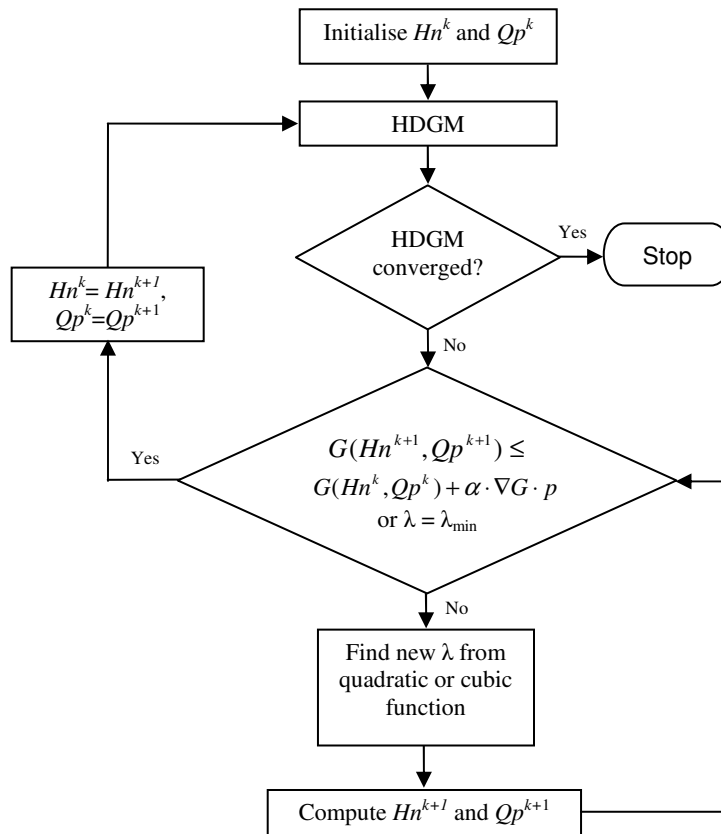 Initialise Hn^k and Qp^k
HDGM
HDGM
converged?
Yes
Stop
Hn^k= Hn^{k+1},
Qp^k=Qp^{k+1}
No
G(Hn^{k+1}, Qp^{k+1}) ≤
G(Hn^k, Qp^k) + α · ∇G · p
or λ = λ_min
Yes
No
Find new λ from
quadratic or cubic
function
Compute Hn^{k+1} and Qp^{k+1}